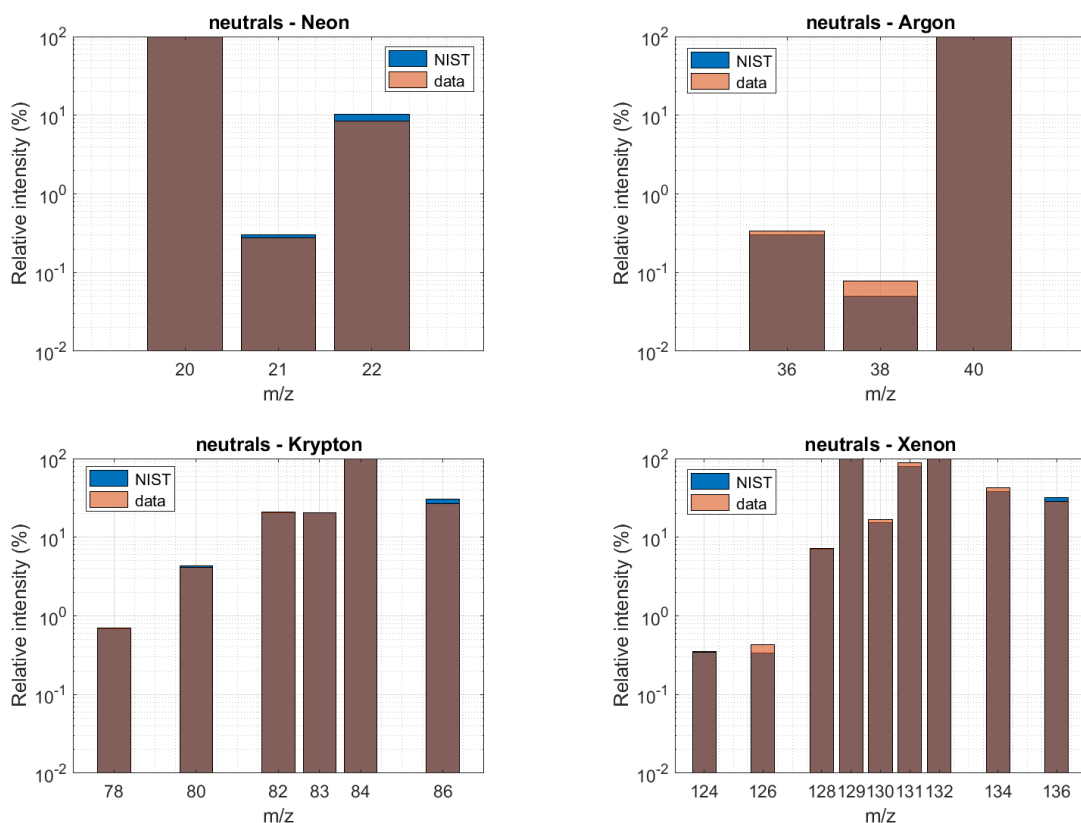 neutrals - Neon
Relative intensity (%)
10^2
10^1
10^0
10^-1
10^-2
NIST
data
20 21 22
m/z
neutrals - Argon
Relative intensity (%)
10^2
10^1
10^0
10^-1
10^-2
NIST
data
36 38 40
m/z
neutrals - Krypton
Relative intensity (%)
10^2
10^1
10^0
10^-1
10^-2
NIST
data
78 80 82 83 84 86
m/z
neutrals - Xenon
Relative intensity (%)
10^2
10^1
10^0
10^-1
10^-2
NIST
data
124 126 128 129 130 131 132 134 136
m/z